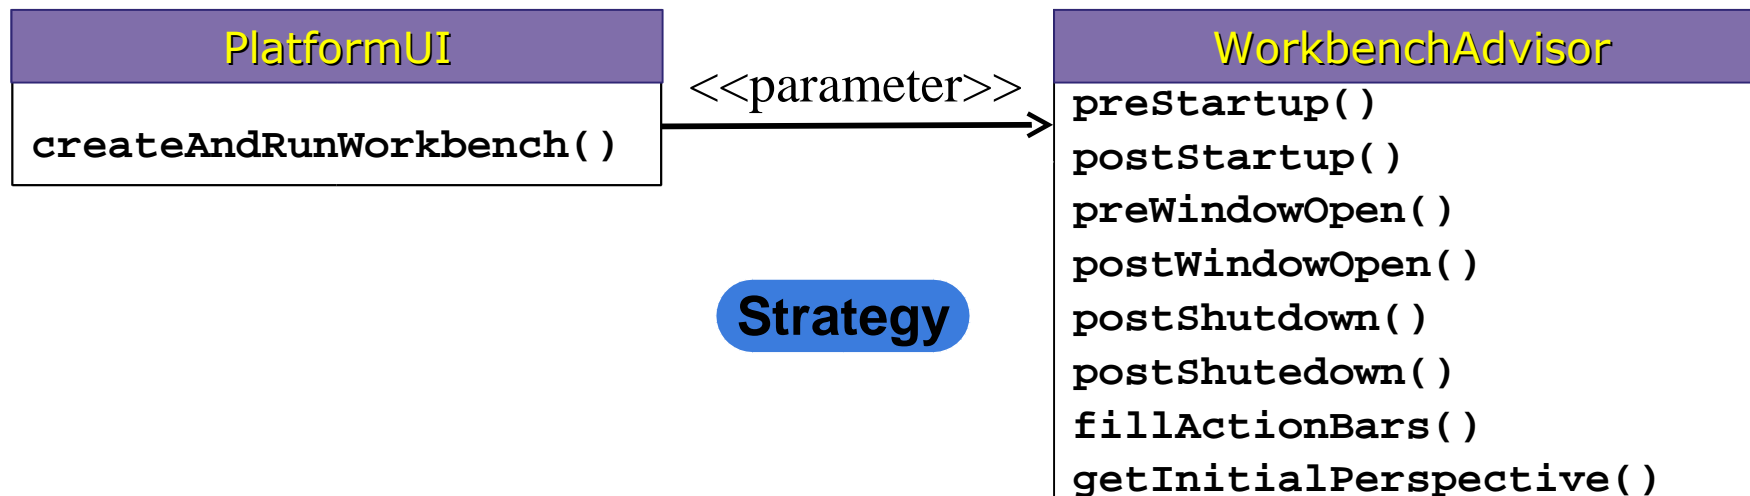 PlatformUI
createAndRunWorkbench()
<<parameter>>
Strategy
WorkbenchAdvisor
preStartup()
postStartup()
preWindowOpen()
postWindowOpen()
postShutdown()
postShutedown()
fillActionBars()
getInitialPerspective()